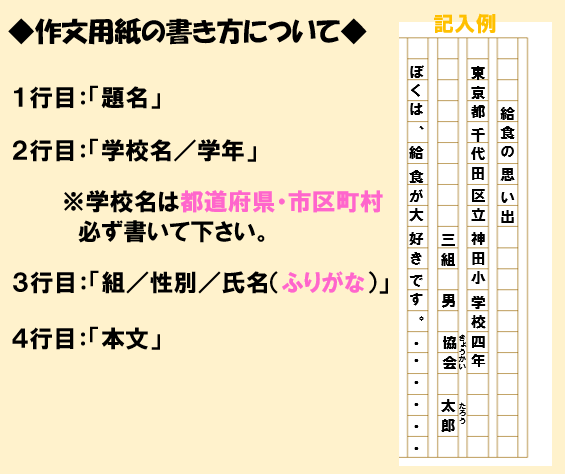 ◆作文用紙の書き方について◆
1行目：「題名」
2行目：「学校名／学年」
※学校名は都道府県・市区町村
必ず書いて下さい。
3行目：「組／性別／氏名（ふりがな）」
4行目：「本文」
記入例
給食の思い出
東京都千代田区立神田小学校四年
三組 男 協会 太郎
きょうかい たろう
ぼくは、給食が大好きです。・・・・・・